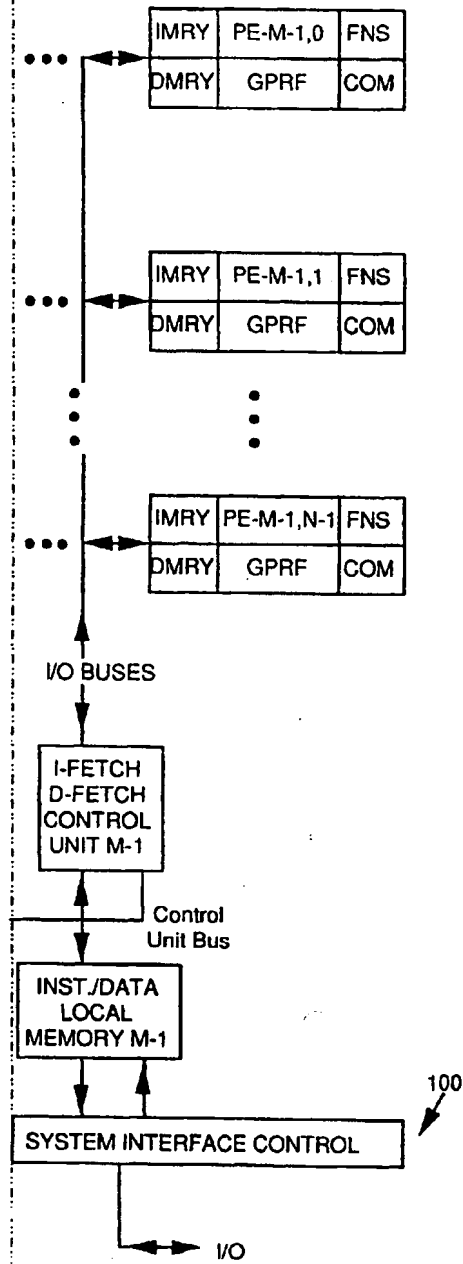 IMRY PE-M-1,0 FNS
DMRY GPRF COM
IMRY PE-M-1,1 FNS
DMRY GPRF COM
IMRY PE-M-1,N-1 FNS
DMRY GPRF COM
I/O BUSES
I-FETCH
D-FETCH
CONTROL
UNIT M-1
Control
Unit Bus
INST./DATA
LOCAL
MEMORY M-1
100
SYSTEM INTERFACE CONTROL
I/O